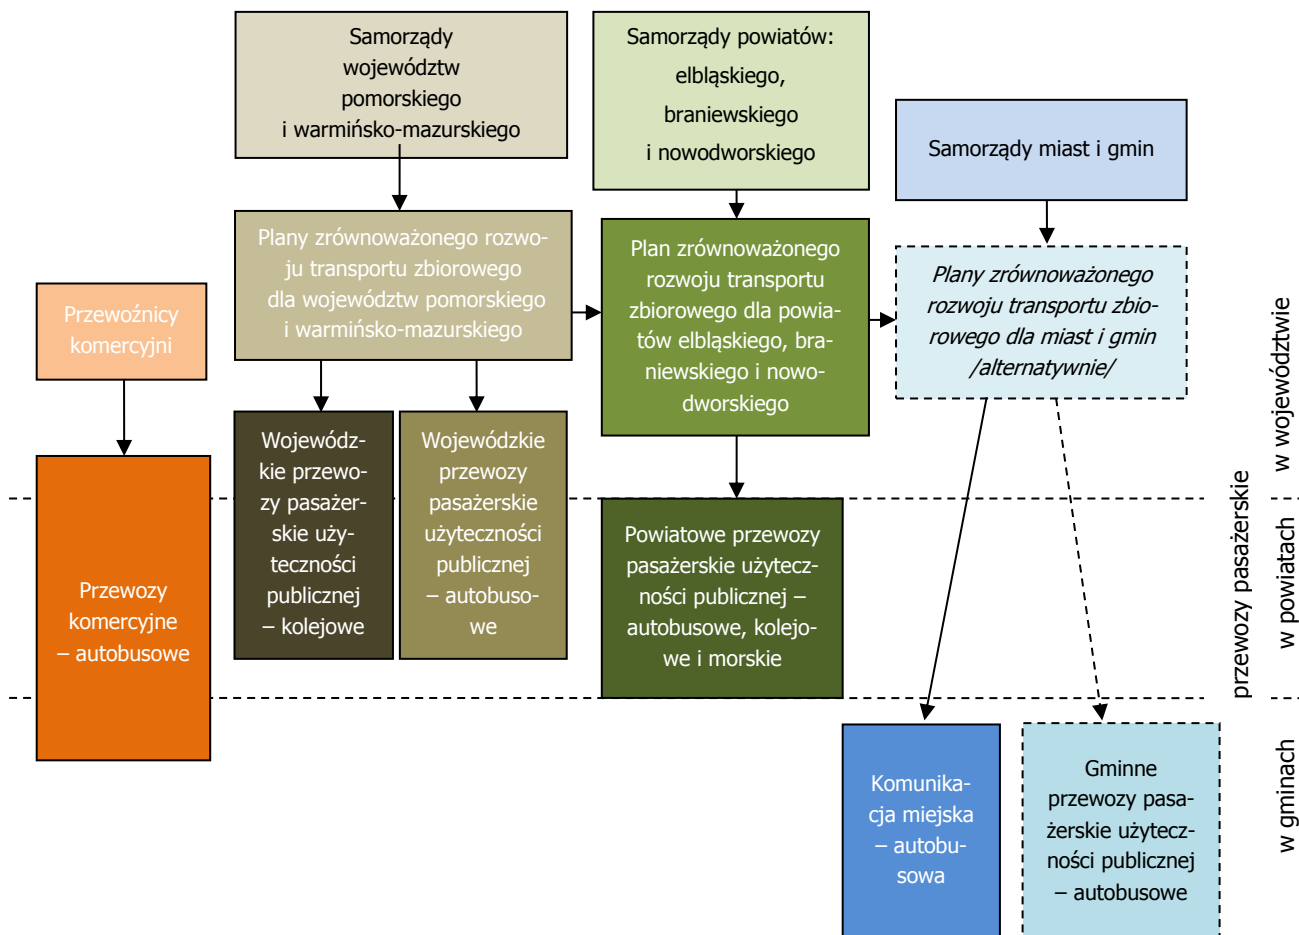 Samorządy
województw
pomorskiego
i warmińsko-mazurskiego
Samorządy powiatów:
elbląskiego,
braniewskiego
i nowodworskiego
Samorządy miast i gmin
Plany zrównoważonego rozwo-
ju transportu zbiorowego
dla województw pomorskiego
i warmińsko-mazurskiego
Plan zrównoważonego
rozwoju transportu
zbiorowego dla powia-
tów elbląskiego, bra-
niewskiego i nowo-
dworskiego
Plany zrównoważonego
rozwoju transportu zbio-
rowego dla miast i gmin
/alternatywnie/
Przewoźnicy
komercyjni
Przewozy
komercyjne
– autobusowe
Wojewódz-
kie przewo-
zy pasażer-
skie uży-
teczności
publicznej
– kolejowe
Wojewódzkie
przewozy
pasażerskie
użyteczności
publicznej
– autobuso-
we
Powiatowe przewozy
pasażerskie użytecz-
ności publicznej –
autobusowe, kolejo-
we i morskie
Komunika-
cja miejska
– autobu-
sowa
Gminne
przewozy pasa-
żerskie użytecz-
ności publicznej
– autobusowe
przewozy pasażerskie
w województwie
w powiatach
w gminach